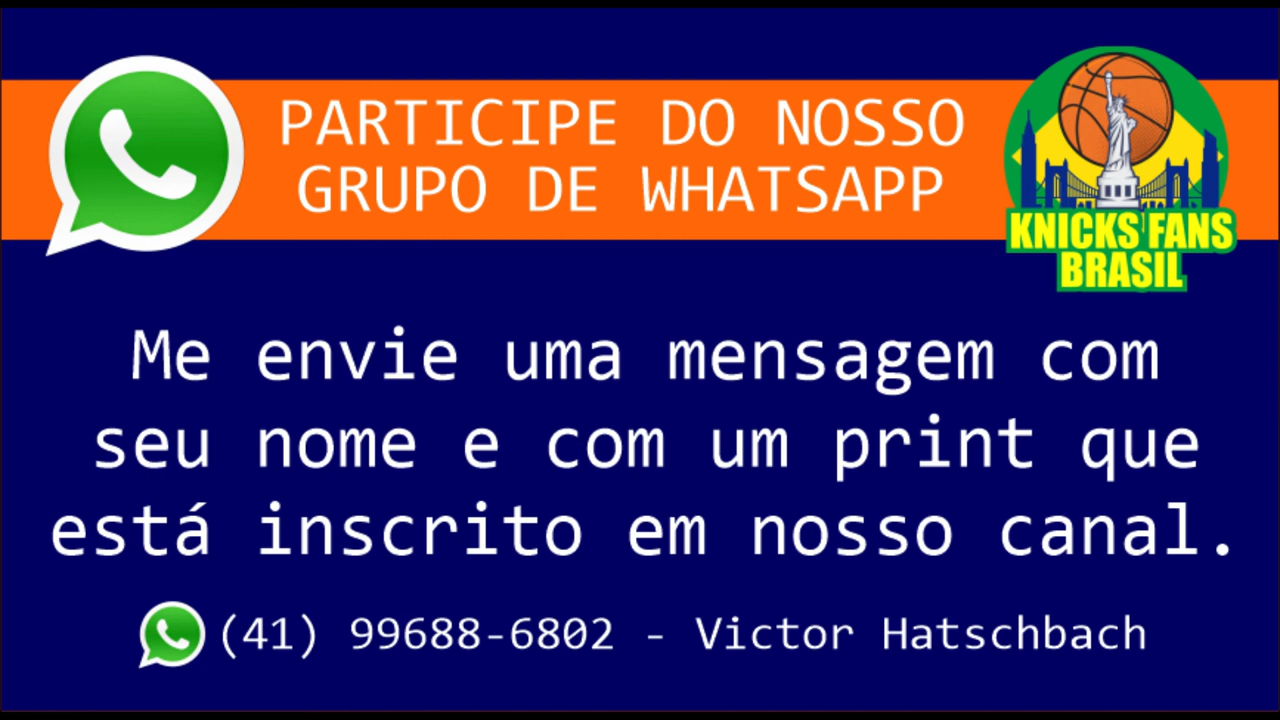 PARTICIPE DO NOSSO
GRUPO DE WHATSAPP
KNICKS FANS
BRASIL
Me envie uma mensagem com
seu nome e com um print que
está inscrito em nosso canal.
(41) 99688-6802 - Victor Hatschbach